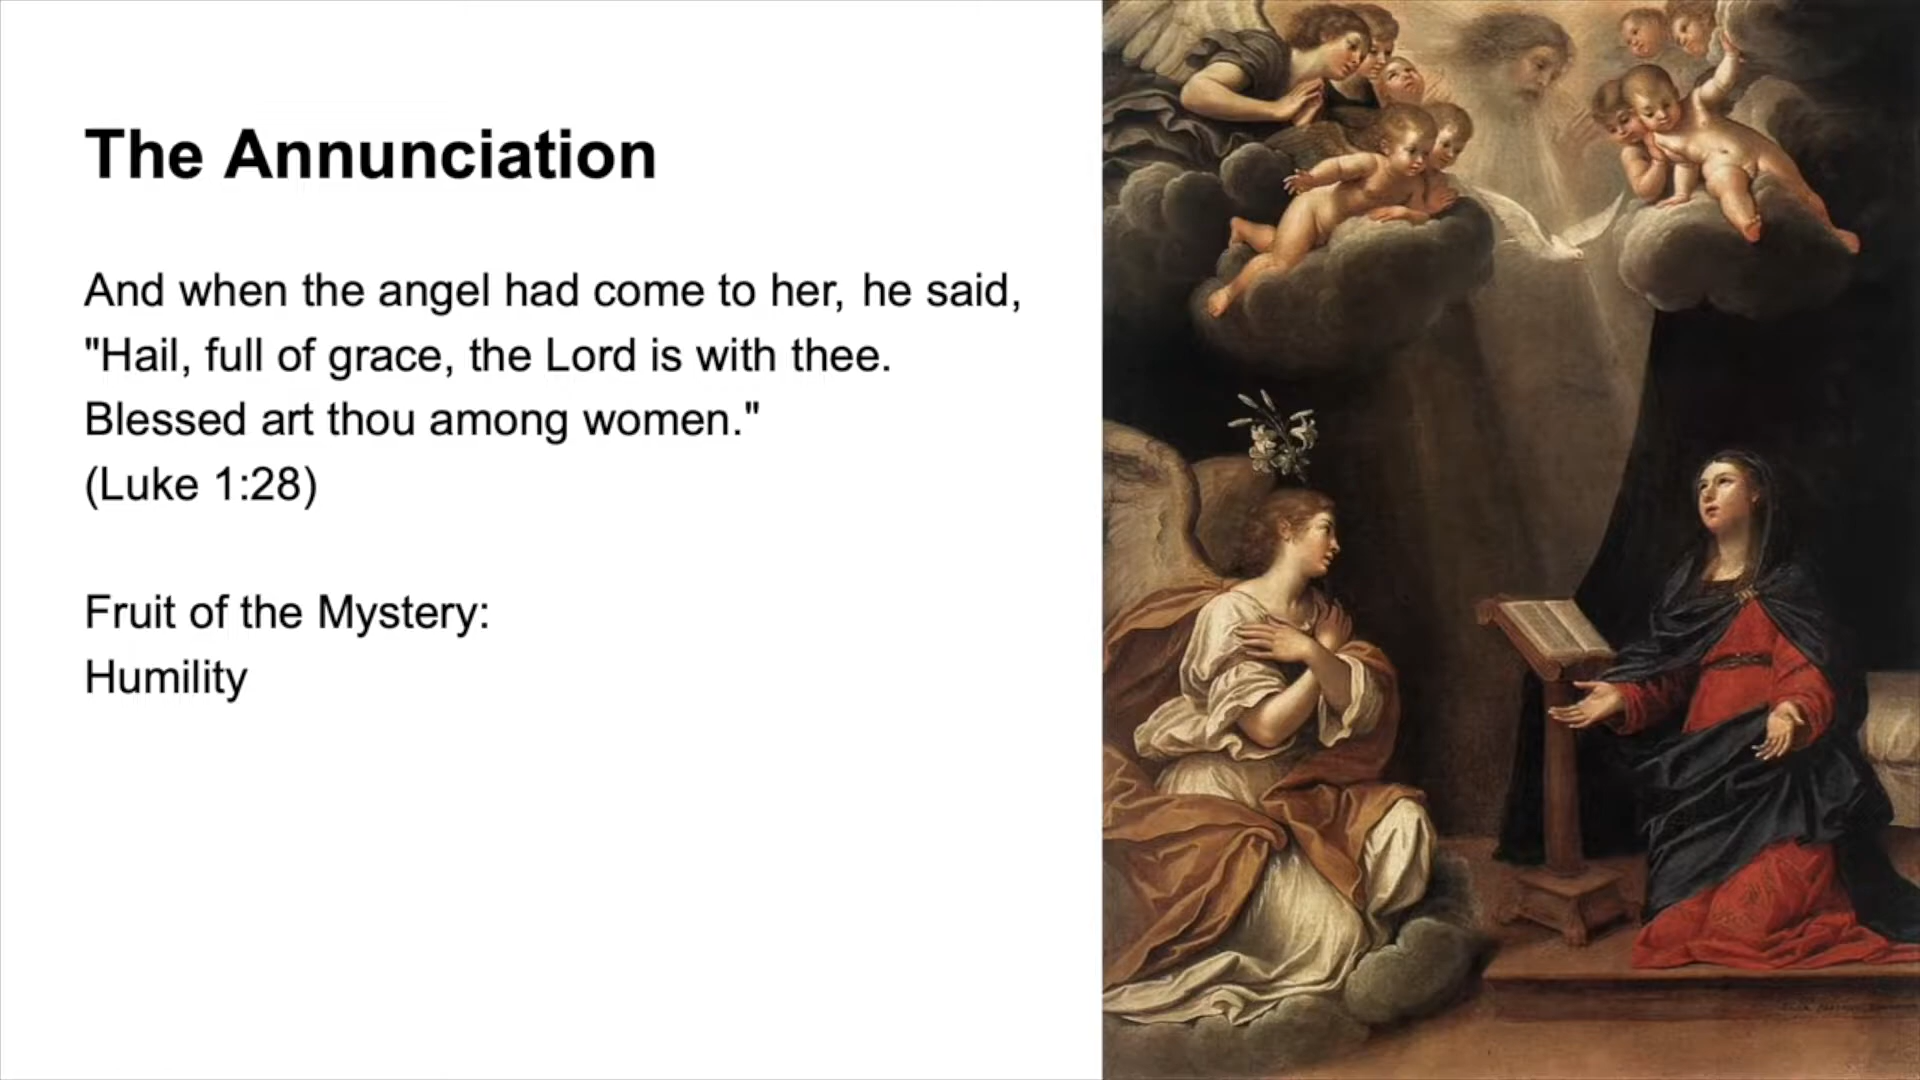 The Annunciation
And when the angel had come to her, he said,
"Hail, full of grace, the Lord is with thee.
Blessed art thou among women."
(Luke 1:28)
Fruit of the Mystery:
Humility